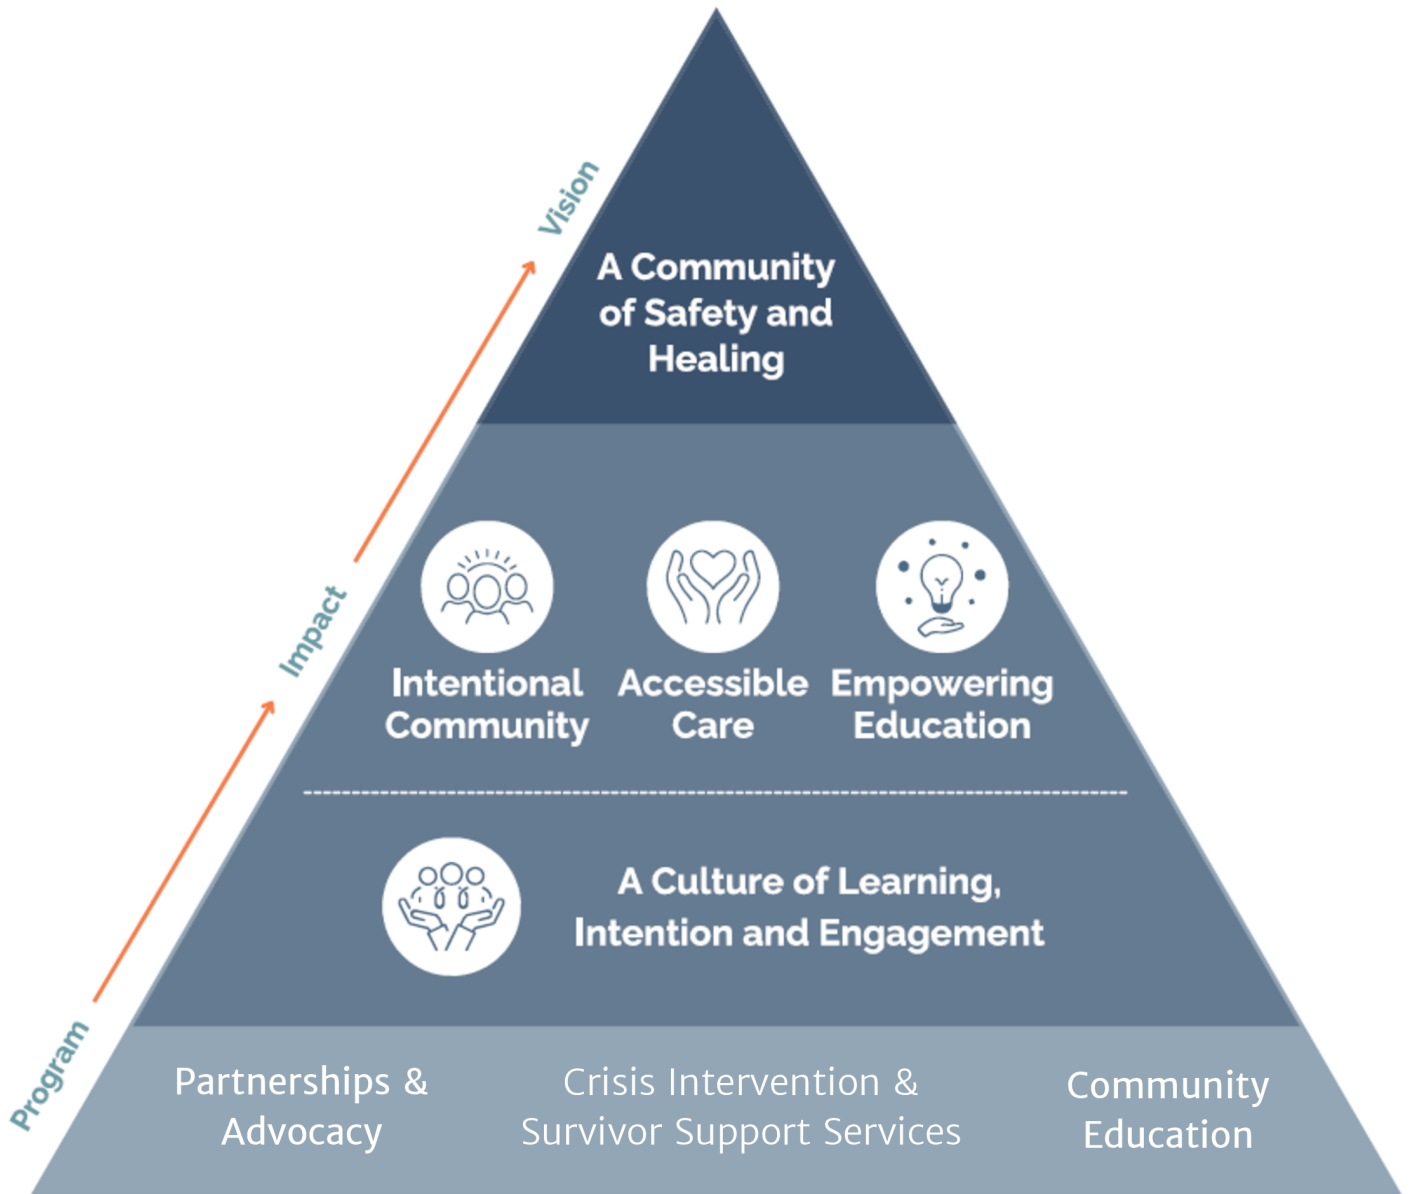 Vision
A Community
of Safety and
Healing
Impact
Intentional
Community
Accessible
Care
Empowering
Education
A Culture of Learning,
Intention and Engagement
Program
Partnerships &
Advocacy
Crisis Intervention &
Survivor Support Services
Community
Education